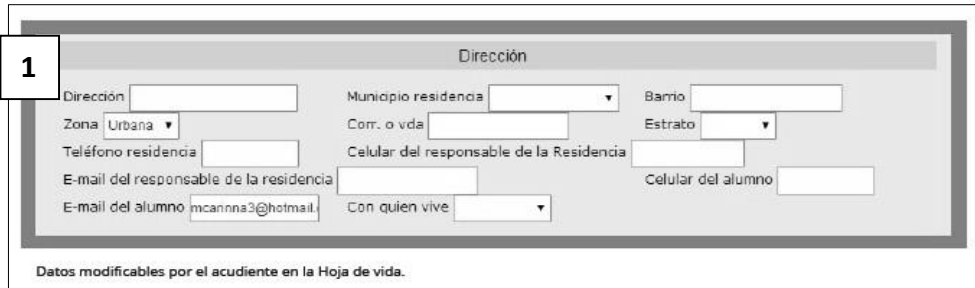 1
Dirección
Dirección Municipio residencia Barrio
Zona Urbana Corr. o vda Estrato
Teléfono residencia Celular del responsable de la Residencia
E-mail del responsable de la residencia Celular del alumno
E-mail del alumno mcannna3@hotmail. Con quien vive
Datos modificables por el acudiente en la Hoja de vida.